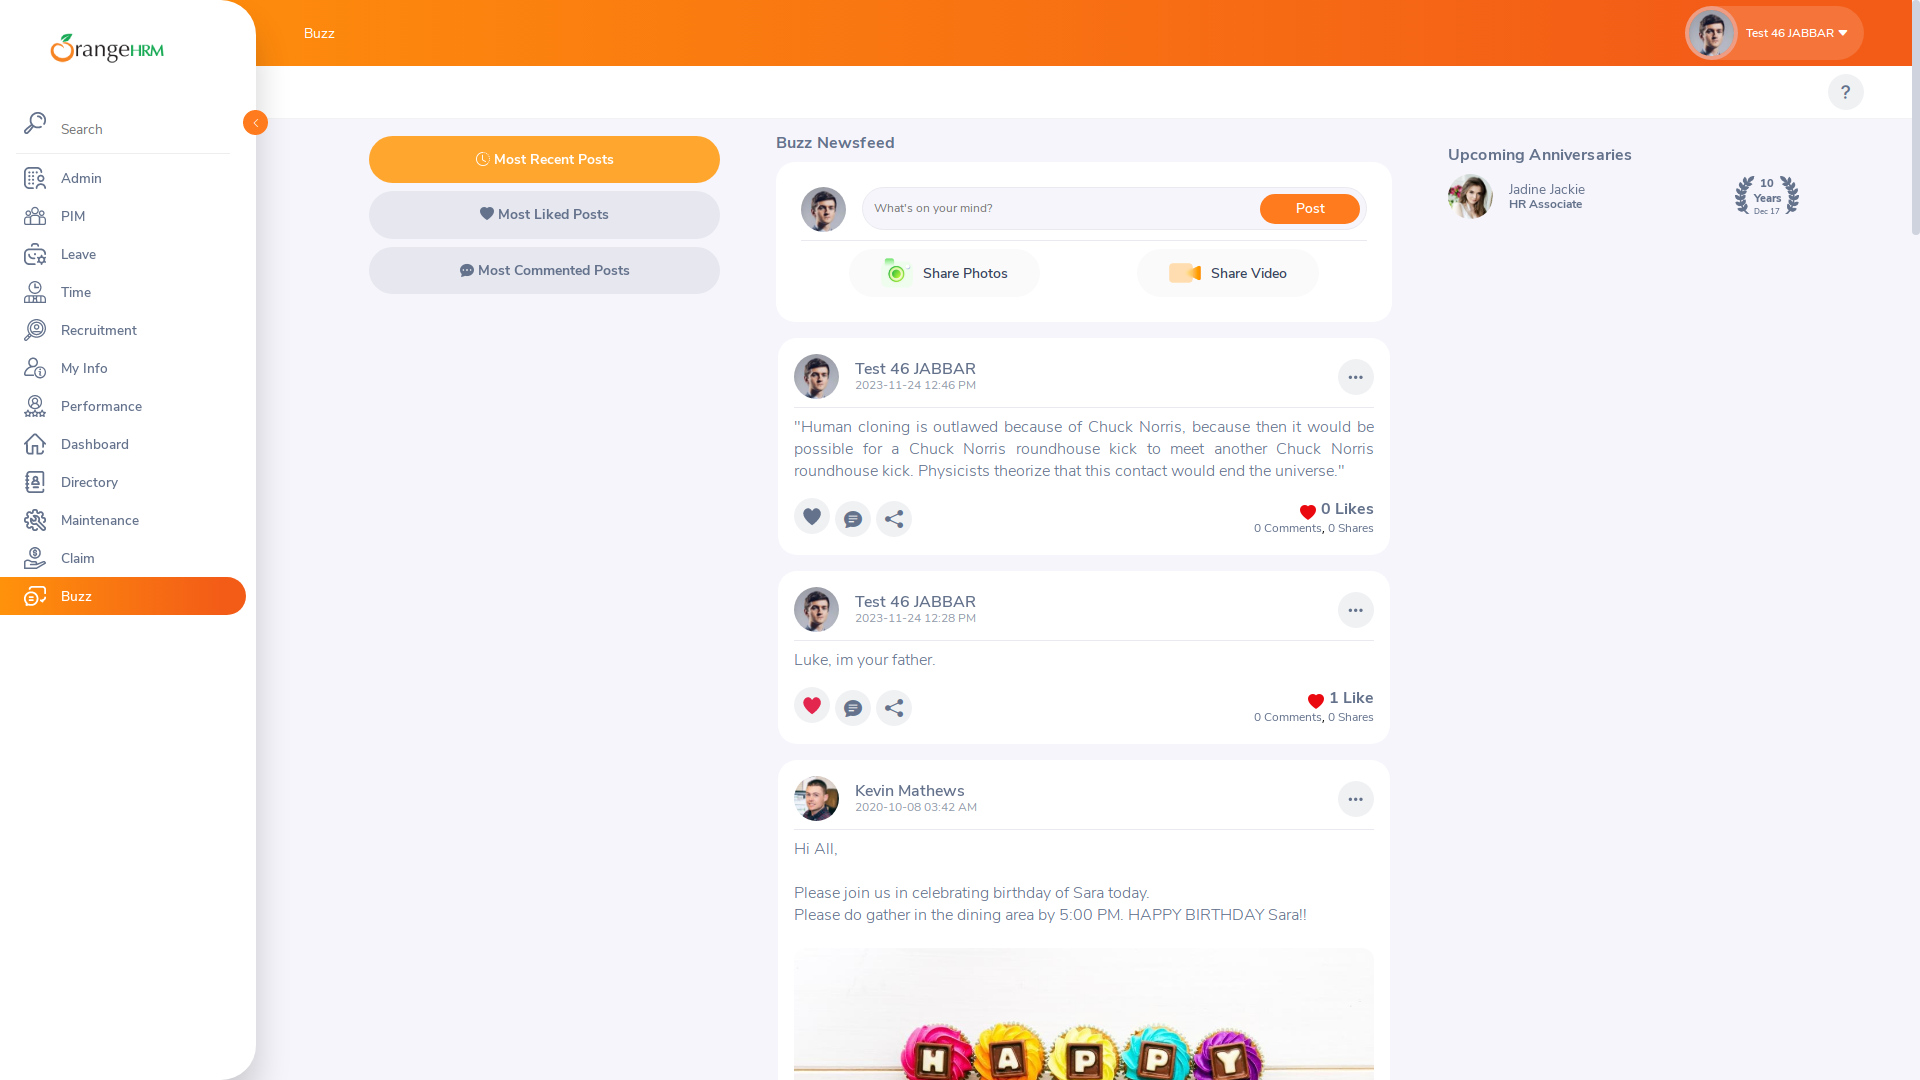 OrangeHRM
Search
Admin
PIM
Leave
Time
Recruitment
My Info
Performance
Dashboard
Directory
Maintenance
Claim
Buzz
Buzz
Test 46 JABBAR
?
Most Recent Posts
Most Liked Posts
Most Commented Posts
Buzz Newsfeed
What's on your mind?
Post
Share Photos
Share Video
Test 46 JABBAR
2023-11-24 12:46 PM
"Human cloning is outlawed because of Chuck Norris, because then it would be
possible for a Chuck Norris roundhouse kick to meet another Chuck Norris
roundhouse kick. Physicists theorize that this contact would end the universe."
0 Likes
0 Comments, 0 Shares
Test 46 JABBAR
2023-11-24 12:28 PM
Luke, im your father.
1 Like
0 Comments, 0 Shares
Kevin Mathews
2020-10-08 03:42 AM
Hi All,
Please join us in celebrating birthday of Sara today.
Please do gather in the dining area by 5:00 PM. HAPPY BIRTHDAY Sara!!
HAPPY
Upcoming Anniversaries
Jadine Jackie
HR Associate
10
Years
Dec 17